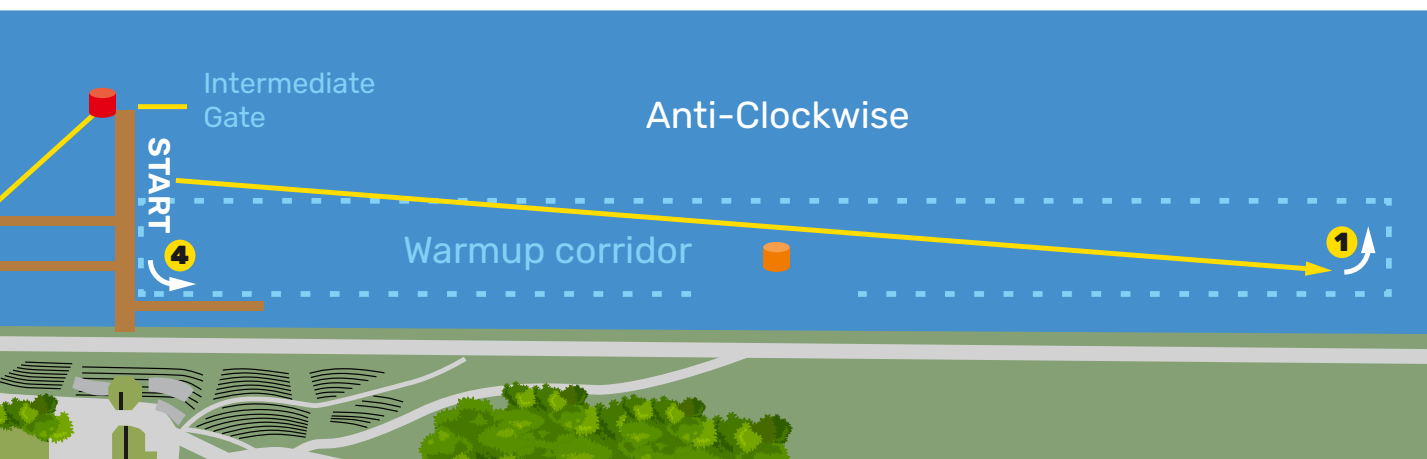 Intermediate
Gate
Anti-Clockwise
START
4
Warmup corridor
1